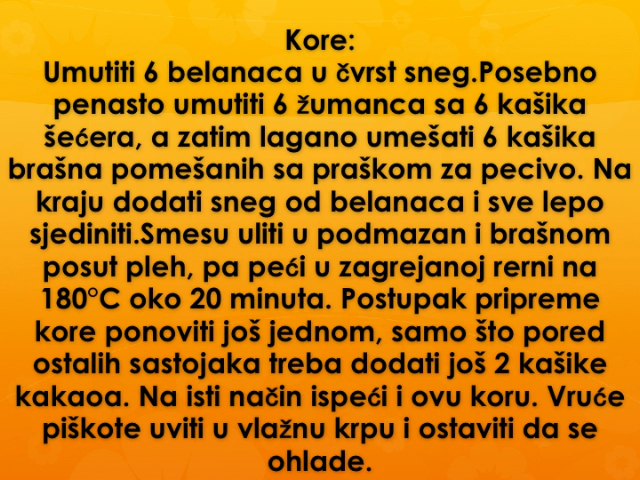 Kore:
Umutiti 6 belanaca u čvrst sneg.Posebno
penasto umutiti 6 žumanca sa 6 kašika
šećera, a zatim lagano umešati 6 kašika
brašna pomešanih sa praškom za pecivo. Na
kraju dodati sneg od belanaca i sve lepo
sjediniti.Smesu uliti u podmazan i brašnom
posut pleh, pa peći u zagrejanoj rerni na
180°C oko 20 minuta. Postupak pripreme
kore ponoviti još jednom, samo što pored
ostalih sastojaka treba dodati još 2 kašike
kakaoa. Na isti način ispeći i ovu koru. Vruće
piškote uviti u vlažnu krpu i ostaviti da se
ohlade.